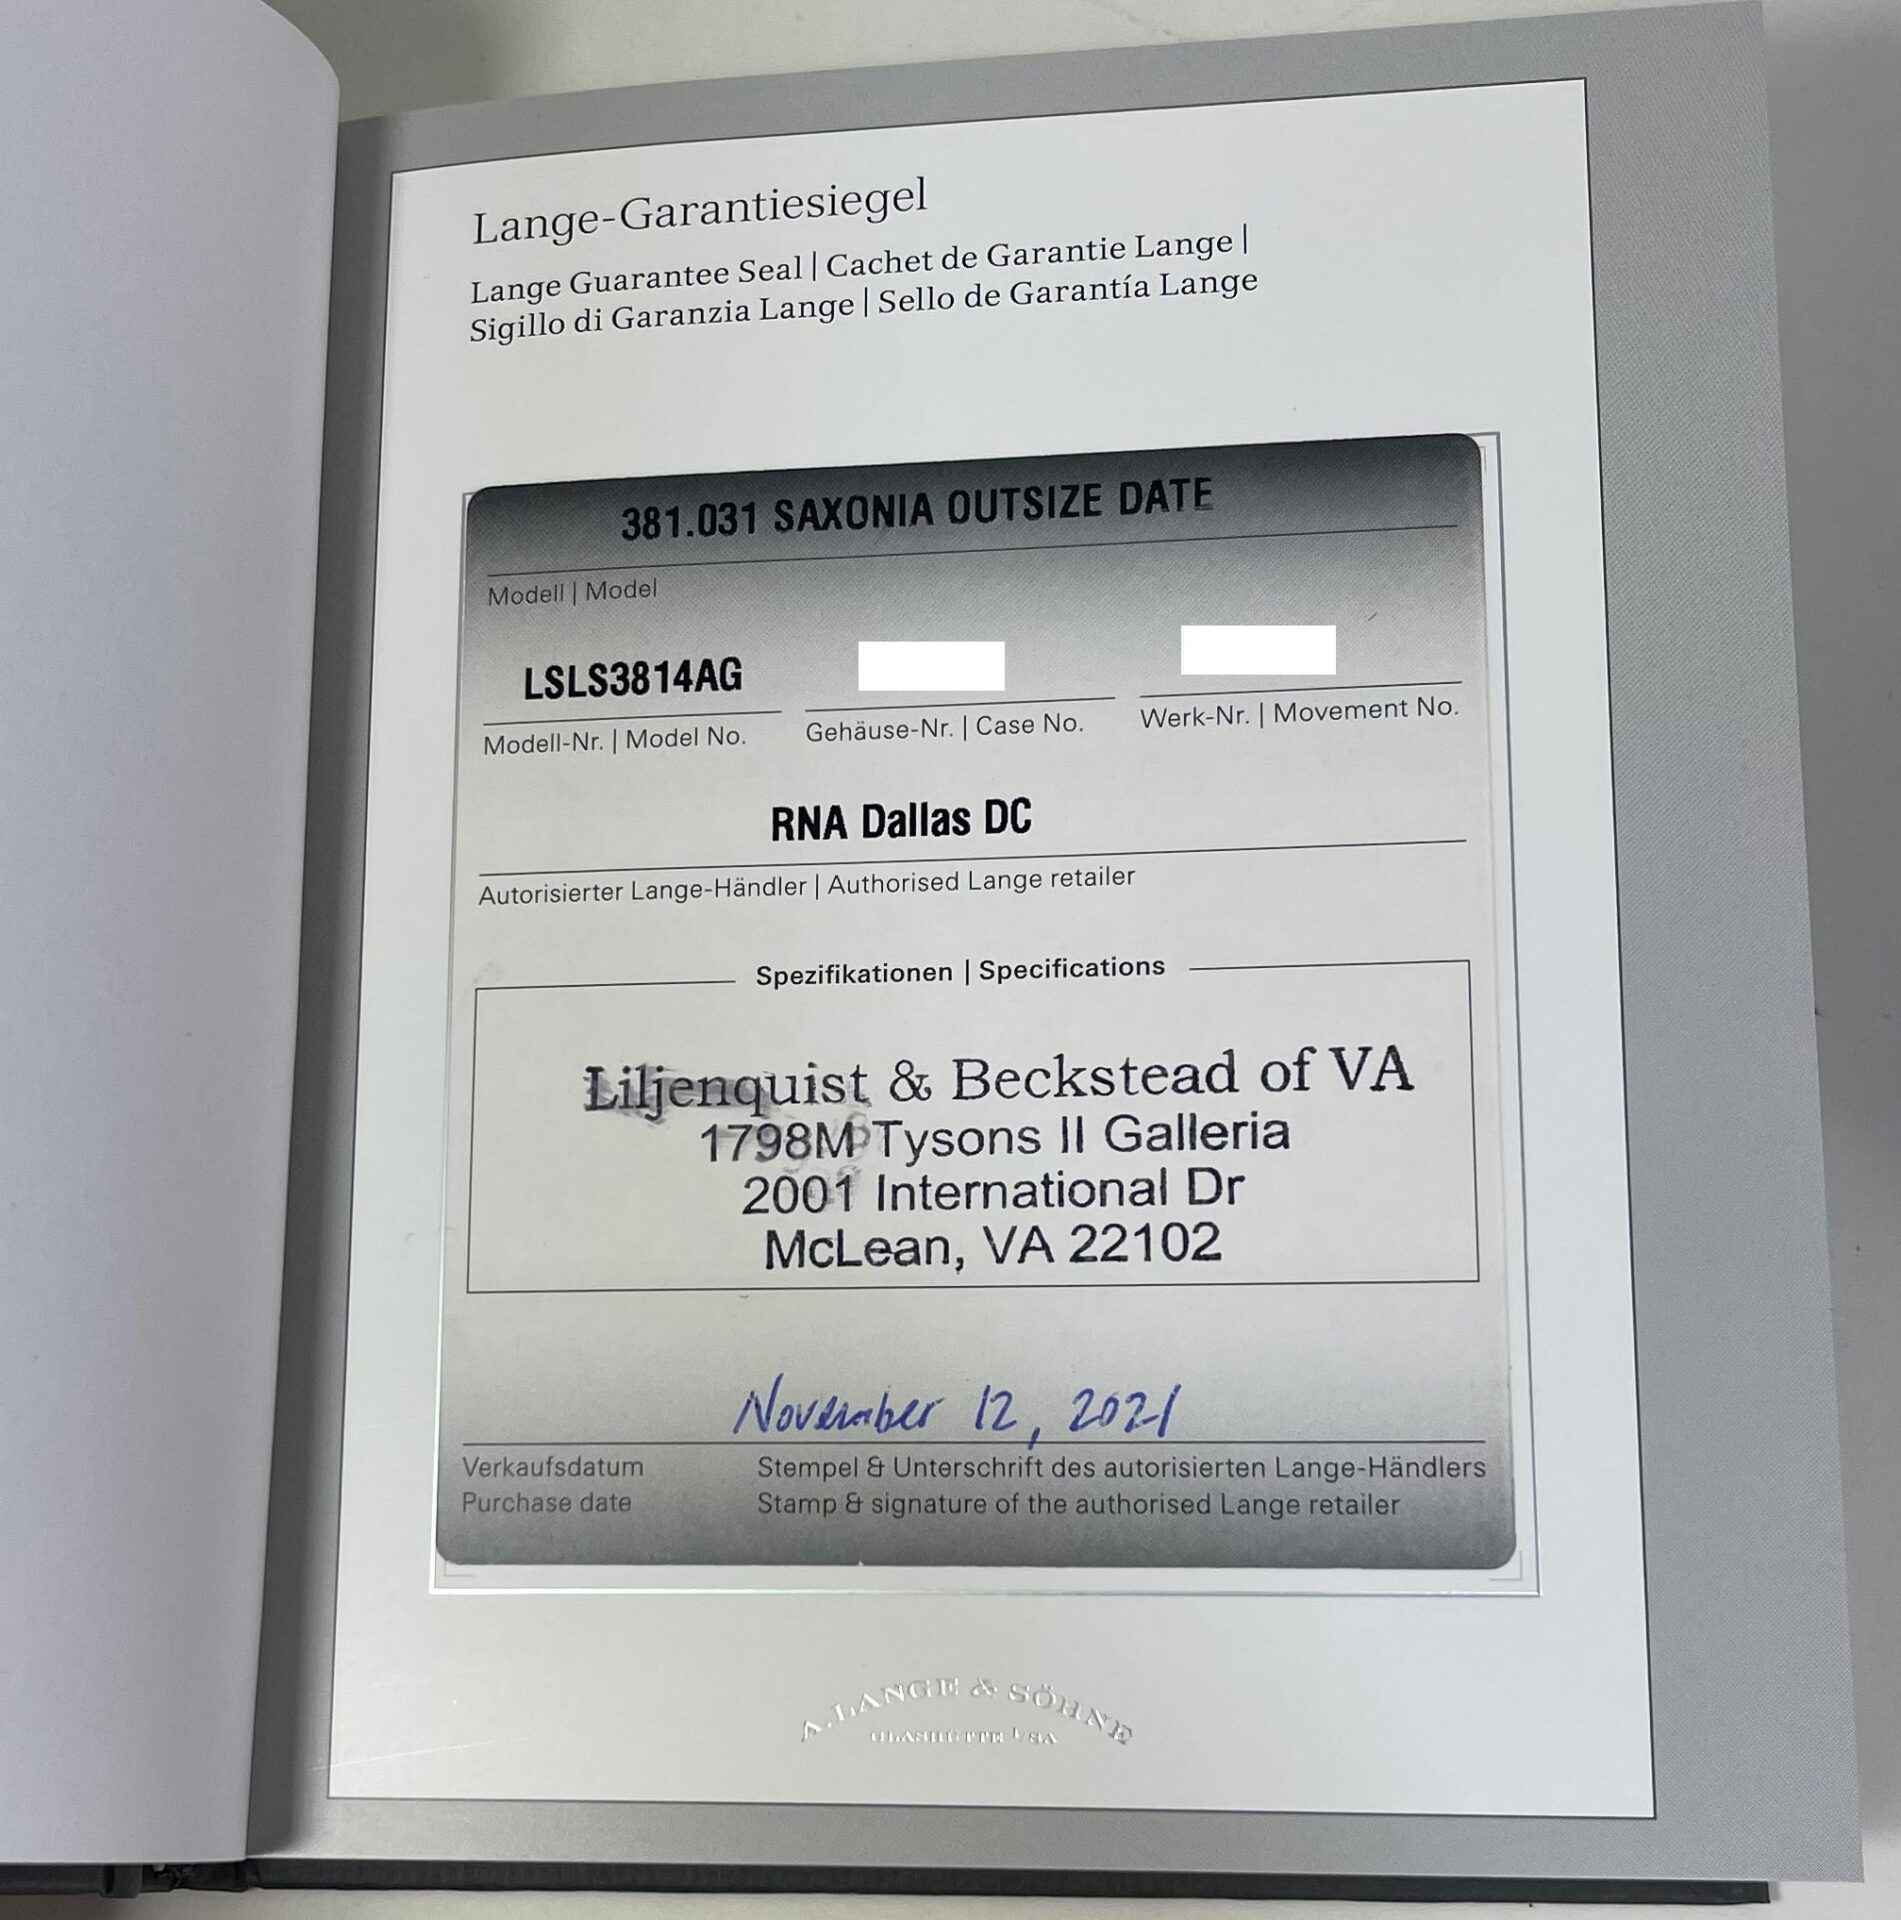 Lange-Garantiesiegel
Lange Guarantee Seal | Cachet de Garantie Lange |
Sigillo di Garanzia Lange | Sello de Garantía Lange
381.031 SAXONIA OUTSIZE DATE
Modell | Model
LSLS3814AG
Modell-Nr. | Model No. Gehäuse-Nr. | Case No. Werk-Nr. | Movement No.
RNA Dallas DC
Autorisierter Lange-Händler | Authorised Lange retailer
Spezifikationen | Specifications
Liljenquist & Beckstead of VA
1798M Tysons II Galleria
2001 International Dr
McLean, VA 22102
November 12, 2021
Verkaufsdatum Stempel & Unterschrift des autorisierten Lange-Händlers
Purchase date Stamp & signature of the authorised Lange retailer
A. LANGE & SÖHNE
GLASHÜTTE I/SA